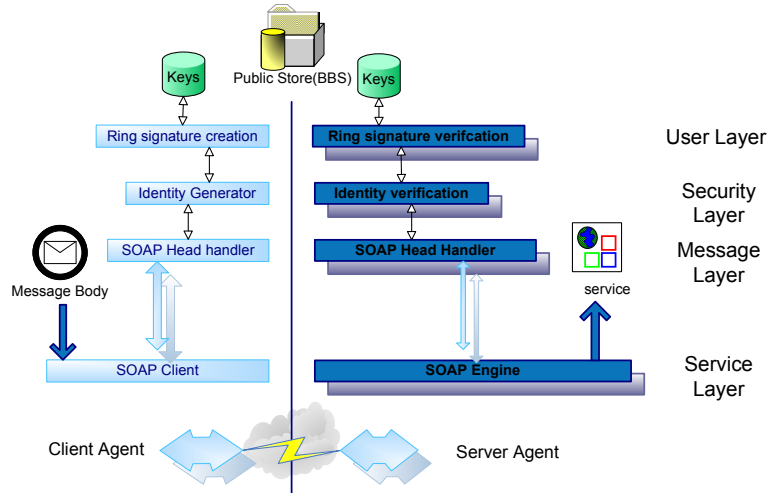 Keys
Public Store(BBS)
Keys
Ring signature creation
Ring signature verifcation
User Layer
Identity Generator
Identity verification
Security
Layer
SOAP Head handler
SOAP Head Handler
Message
Layer
Message Body
service
SOAP Client
SOAP Engine
Service
Layer
Client Agent
Server Agent